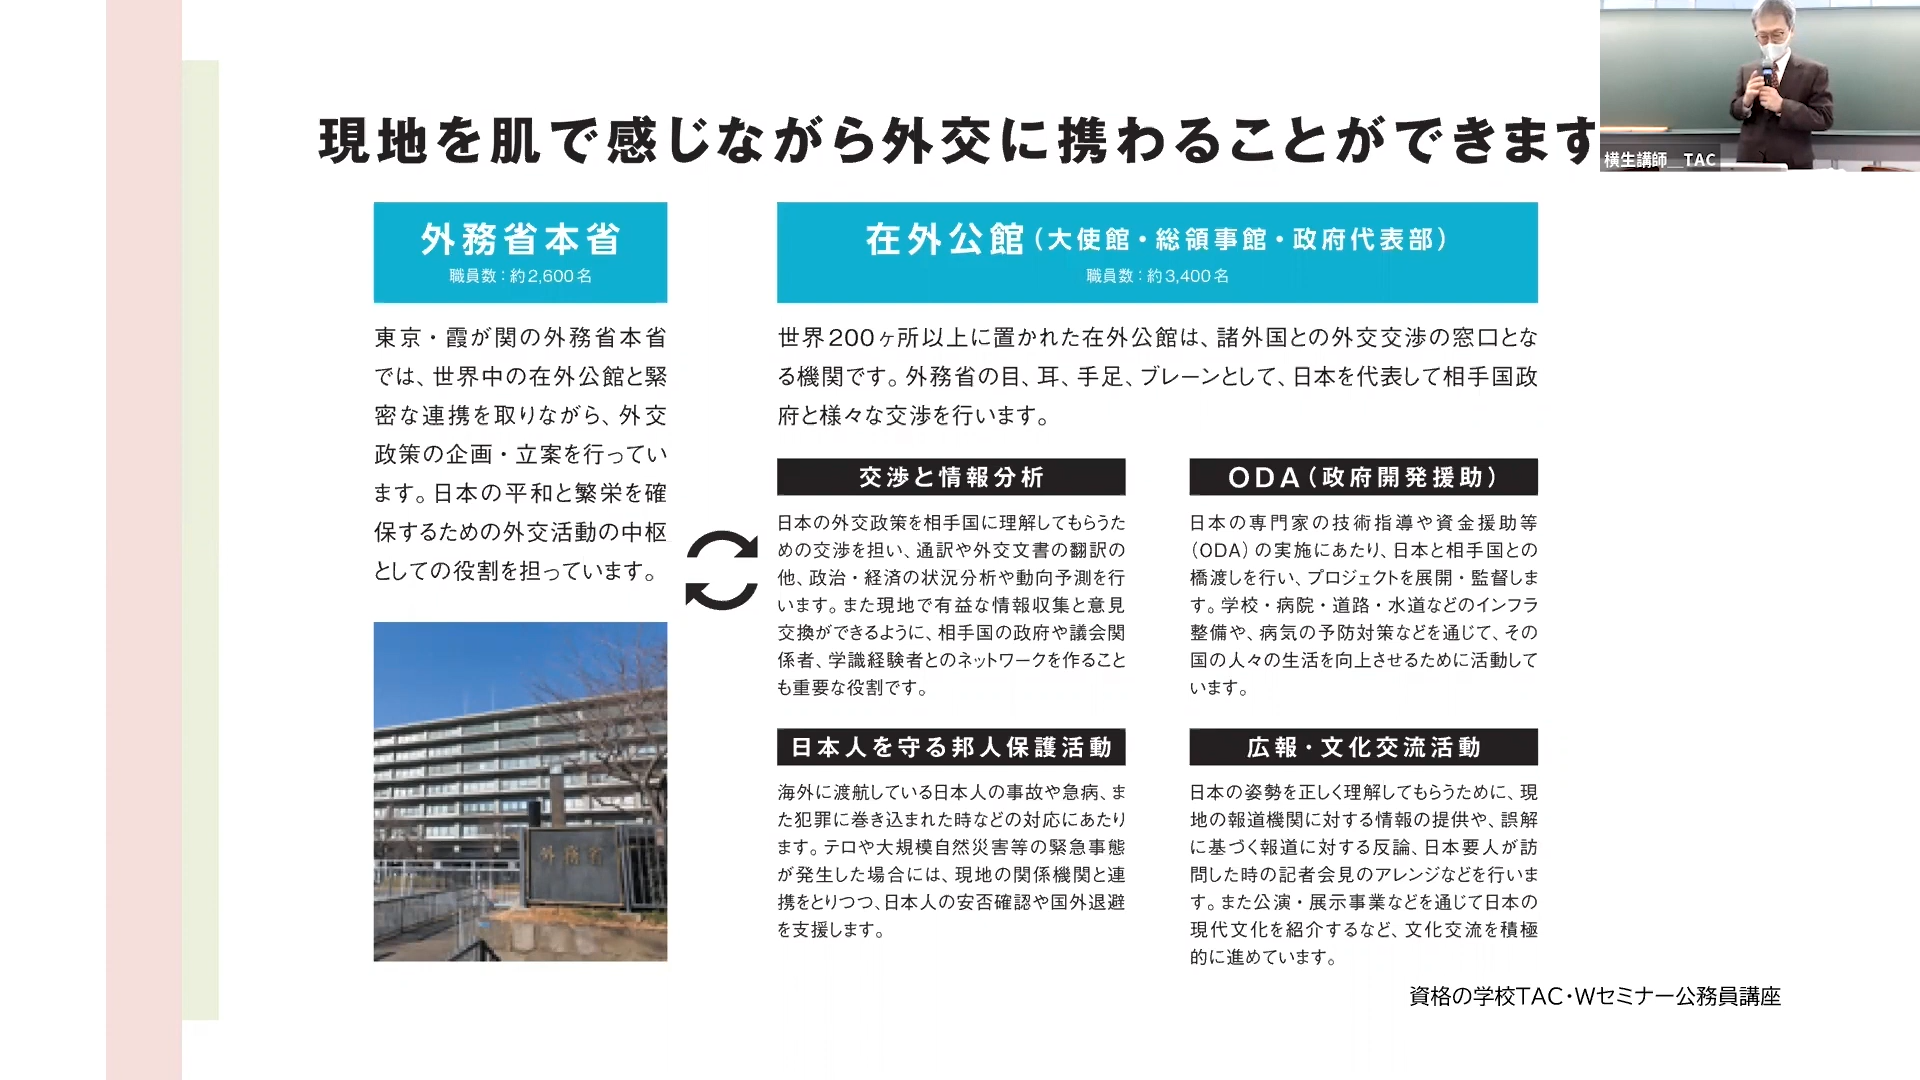 現地を肌で感じながら外交に携わることができます
横生講師__TAC
外務省本省
職員数：約2,600名
東京・霞が関の外務省本省
では、世界中の在外公館と緊
密な連携を取りながら、外交
政策の企画・立案を行ってい
ます。日本の平和と繁栄を確
保するための外交活動の中枢
としての役割を担っています。
外務省
在外公館（大使館・総領事館・政府代表部）
職員数：約3,400名
世界200ヶ所以上に置かれた在外公館は、諸外国との外交交渉の窓口とな
る機関です。外務省の目、耳、手足、ブレーンとして、日本を代表して相手国政
府と様々な交渉を行います。
交渉と情報分析
日本の外交政策を相手国に理解してもらうた
めの交渉を担い、通訳や外交文書の翻訳の
他、政治・経済の状況分析や動向予測を行
います。また現地で有益な情報収集と意見
交換ができるように、相手国の政府や議会関
係者、学識経験者とのネットワークを作ること
も重要な役割です。
ODA（政府開発援助）
日本の専門家の技術指導や資金援助等
（ODA）の実施にあたり、日本と相手国との
橋渡しを行い、プロジェクトを展開・監督しま
す。学校・病院・道路・水道などのインフラ
整備や、病気の予防対策などを通じて、その
国の人々の生活を向上させるために活動して
います。
日本人を守る邦人保護活動
海外に渡航している日本人の事故や急病、ま
た犯罪に巻き込まれた時などの対応にあたり
ます。テロや大規模自然災害等の緊急事態
が発生した場合には、現地の関係機関と連
携をとりつつ、日本人の安否確認や国外退避
を支援します。
広報・文化交流活動
日本の姿勢を正しく理解してもらうために、現
地の報道機関に対する情報の提供や、誤解
に基づく報道に対する反論、日本要人が訪
問した時の記者会見のアレンジなどを行いま
す。また公演・展示事業などを通じて日本の
現代文化を紹介するなど、文化交流を積極
的に進めています。
資格の学校TAC･Wセミナー公務員講座